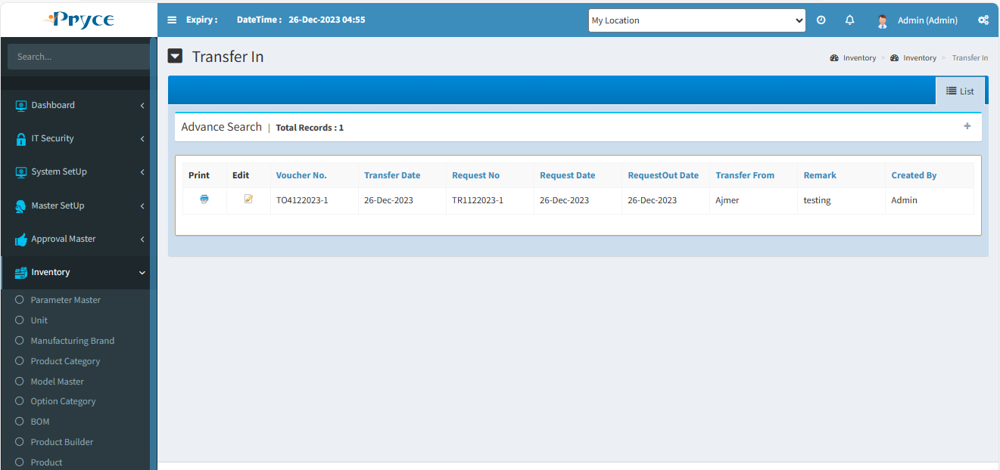 Pryce
Expiry : DateTime : 26-Dec-2023 04:55 My Location Admin (Admin)
Search...
Transfer In
Inventory > Inventory > Transfer In
List
Advance Search | Total Records : 1
Print Edit Voucher No. Transfer Date Request No Request Date RequestOut Date Transfer From Remark Created By
TO4122023-1 26-Dec-2023 TR1122023-1 26-Dec-2023 26-Dec-2023 Ajmer testing Admin
Dashboard
IT Security
System SetUp
Master SetUp
Approval Master
Inventory
Parameter Master
Unit
Manufacturing Brand
Product Category
Model Master
Option Category
BOM
Product Builder
Product